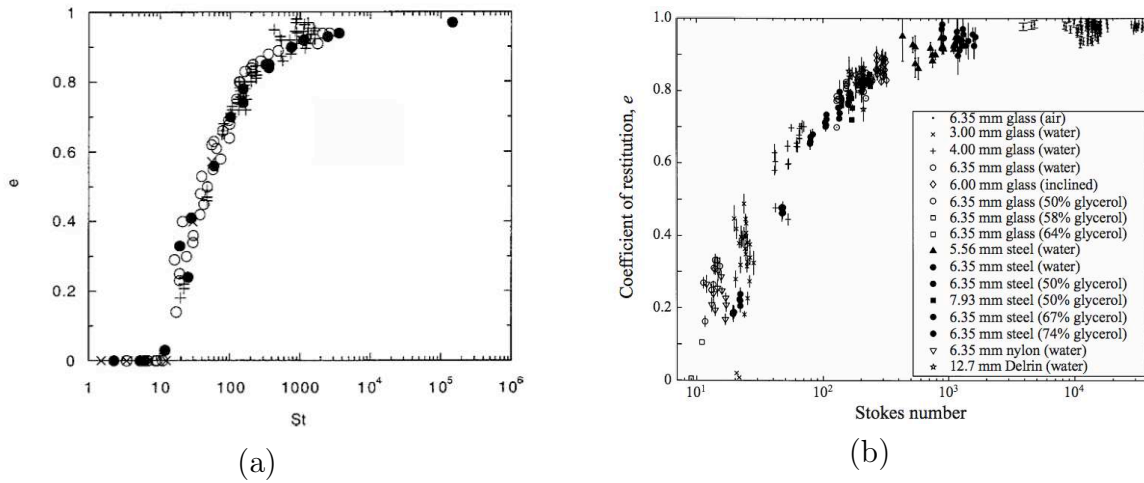 1
0.8
0.6
0.4
0.2
0
e
1
10
100
1000
10⁴
10⁵
10⁶
St
(a)
1.0
0.8
0.6
0.4
0.2
0
Coefficient of restitution, e
10¹
10²
10³
10⁴
Stokes number
6.35 mm glass (air)
3.00 mm glass (water)
4.00 mm glass (water)
6.35 mm glass (water)
6.00 mm glass (inclined)
6.35 mm glass (50% glycerol)
6.35 mm glass (58% glycerol)
6.35 mm glass (64% glycerol)
5.56 mm steel (water)
6.35 mm steel (water)
6.35 mm steel (50% glycerol)
7.93 mm steel (50% glycerol)
6.35 mm steel (67% glycerol)
6.35 mm steel (74% glycerol)
6.35 mm nylon (water)
12.7 mm Delrin (water)
(b)